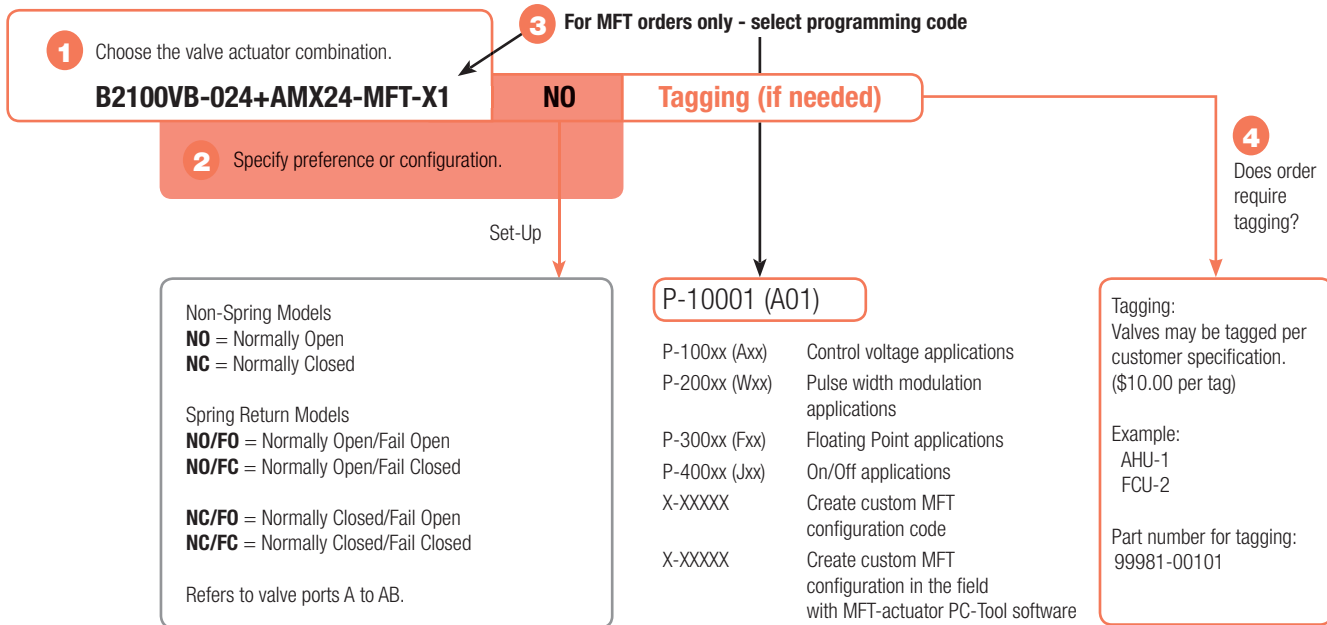 3 For MFT orders only - select programming code
1 Choose the valve actuator combination.
B2100VB-024+AMX24-MFT-X1
NO
Tagging (if needed)
2 Specify preference or configuration.
4
Does order
require
tagging?
Set-Up
Non-Spring Models
NO = Normally Open
NC = Normally Closed
Spring Return Models
NO/FO = Normally Open/Fail Open
NO/FC = Normally Open/Fail Closed
NC/FO = Normally Closed/Fail Open
NC/FC = Normally Closed/Fail Closed
Refers to valve ports A to AB.
P-10001 (A01)
P-100xx (Axx) Control voltage applications
P-200xx (Wxx) Pulse width modulation
applications
P-300xx (Fxx) Floating Point applications
P-400xx (Jxx) On/Off applications
X-XXXXX Create custom MFT
configuration code
X-XXXXX Create custom MFT
configuration in the field
with MFT-actuator PC-Tool software
Tagging:
Valves may be tagged per
customer specification.
($10.00 per tag)
Example:
AHU-1
FCU-2
Part number for tagging:
99981-00101